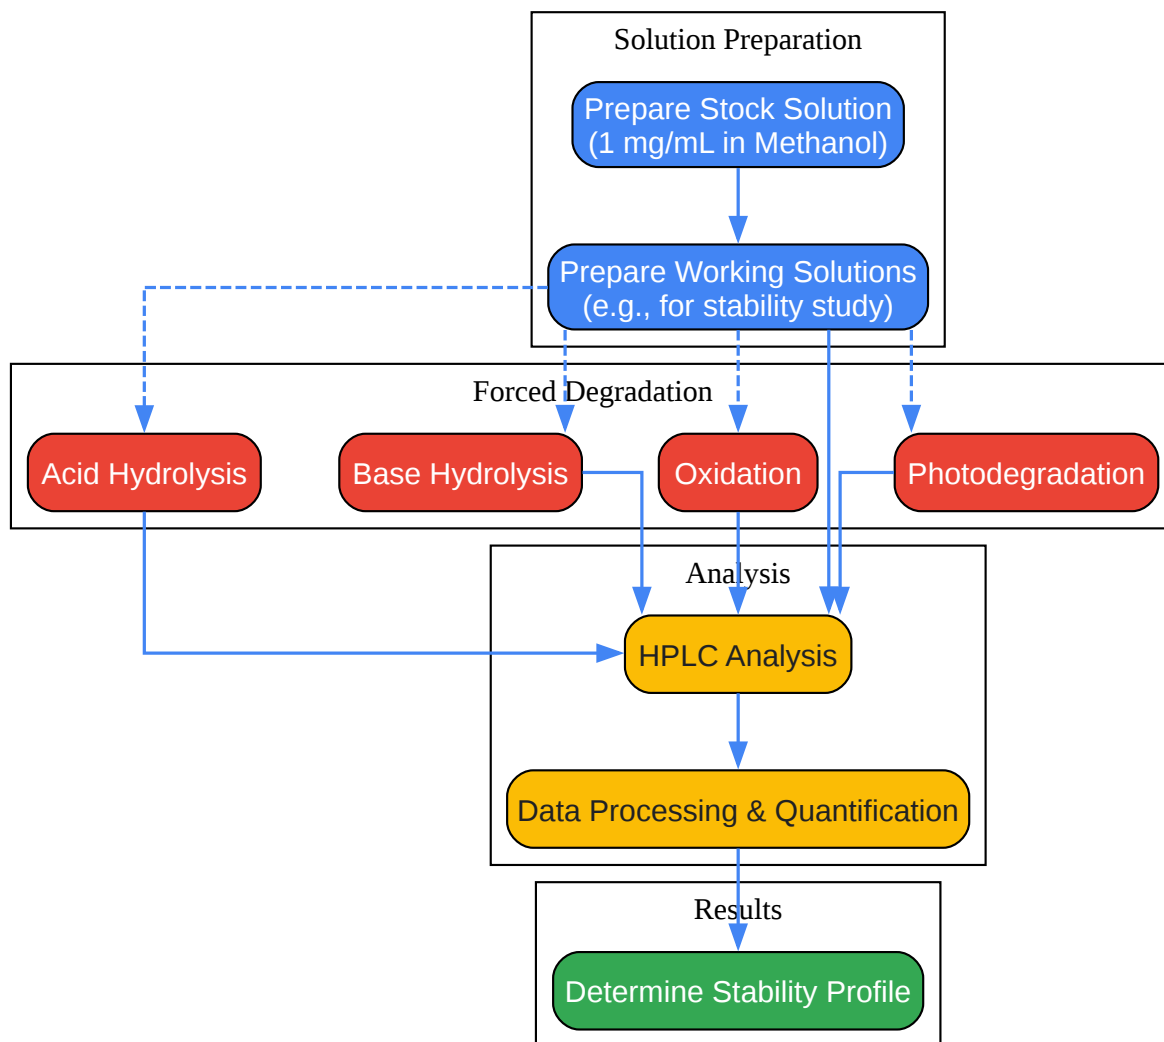 Solution Preparation
Prepare Stock Solution
(1 mg/mL in Methanol)
Prepare Working Solutions
(e.g., for stability study)
Forced Degradation
Acid Hydrolysis
Base Hydrolysis
Oxidation
Photodegradation
Analysis
HPLC Analysis
Data Processing & Quantification
Results
Determine Stability Profile